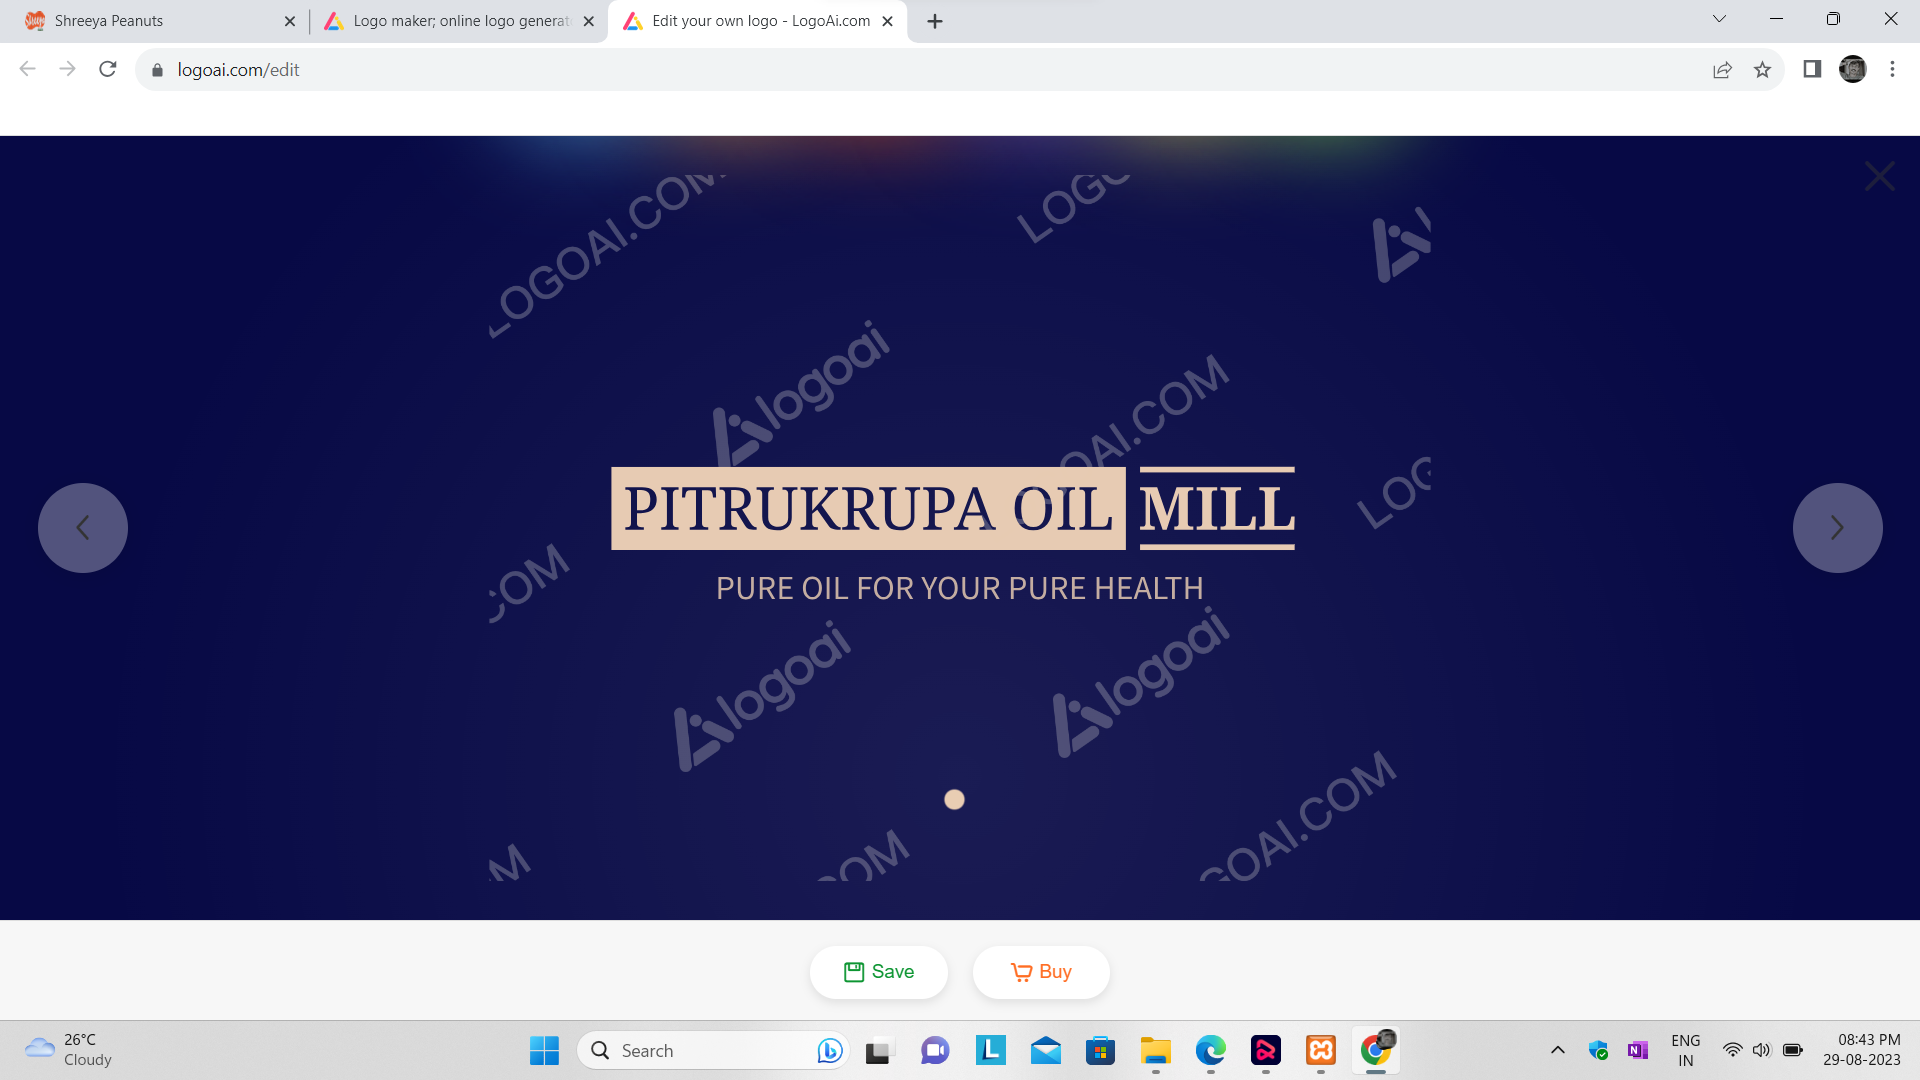 Shreeya Peanuts
Logo maker; online logo generat
Edit your own logo - LogoAi.com
logoai.com/edit
LOGOAI.COM
LOGO
logoai
OAI.COM
LOG
PITRUKRUPA OIL MILL
.COM
PURE OIL FOR YOUR PURE HEALTH
logoai
logoai
GOAI.COM
OM
M
Save
Buy
26°C
Cloudy
Search
ENG
IN
08:43 PM
29-08-2023